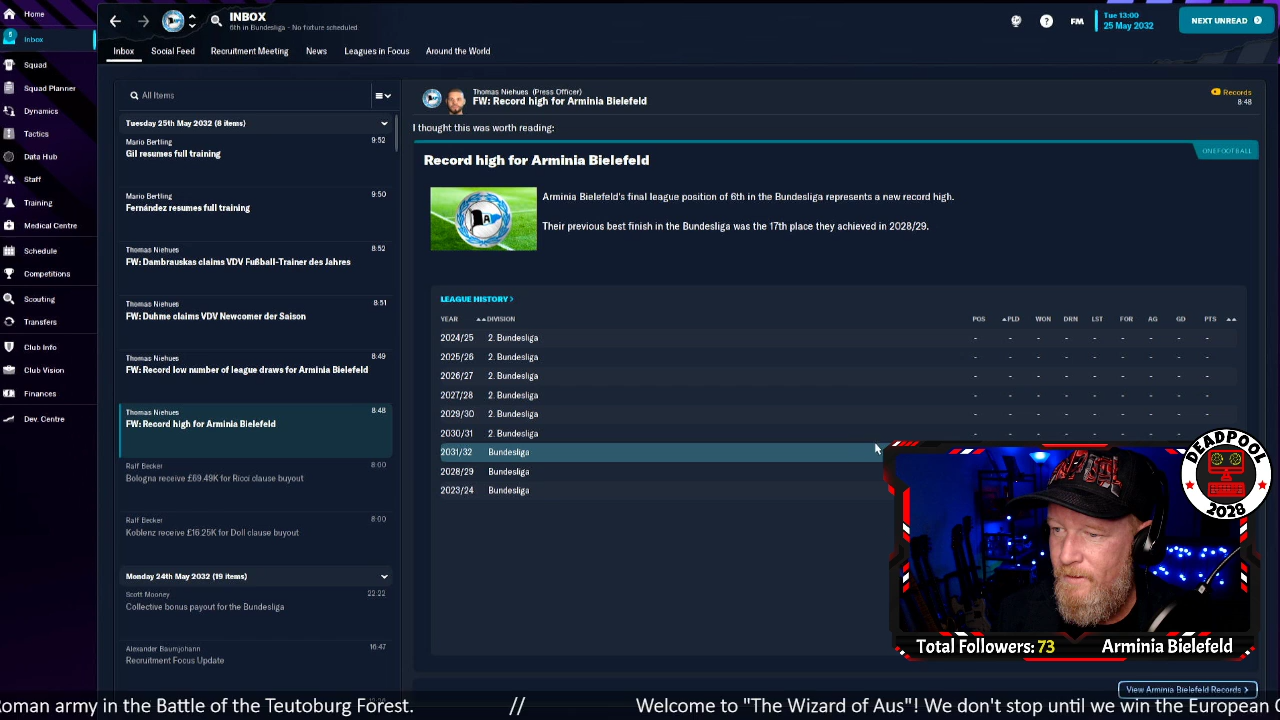 Home
INBOX
6th in Bundesliga - No fixture scheduled
FM
Tue 13:00
25 May 2032
NEXT UNREAD
Inbox
Inbox
Social Feed
Recruitment Meeting
News
Leagues in Focus
Around the World
Squad
Squad Planner
Dynamics
Tactics
Data Hub
Staff
Training
Medical Centre
Schedule
Competitions
Scouting
Transfers
Club Info
Club Vision
Finances
Dev. Centre
All Items
Tuesday 25th May 2032 (8 items)
Mario Bertling
9:52
Gil resumes full training
Mario Bertling
9:50
Fernández resumes full training
Thomas Niehues
8:52
FW: Dambrauskas claims VDV Fußball-Trainer des Jahres
Thomas Niehues
8:51
FW: Duhme claims VDV Newcomer der Saison
Thomas Niehues
8:49
FW: Record low number of league draws for Arminia Bielefeld
Thomas Niehues
8:48
FW: Record high for Arminia Bielefeld
Ralf Becker
8:00
Bologna receive £69.49K for Ricci clause buyout
Ralf Becker
8:00
Koblenz receive £16.25K for Doll clause buyout
Monday 24th May 2032 (19 items)
Scott Mooney
22:22
Collective bonus payout for the Bundesliga
Alexander Baumjohann
16:47
Recruitment Focus Update
Thomas Niehues (Press Officer)
FW: Record high for Arminia Bielefeld
Records
8:48
I thought this was worth reading:
ONEFOOTBALL
Record high for Arminia Bielefeld
Arminia Bielefeld's final league position of 6th in the Bundesliga represents a new record high.
Their previous best finish in the Bundesliga was the 17th place they achieved in 2028/29.
LEAGUE HISTORY >
YEAR DIVISION POS PLD WON DRN LST FOR AG GD PTS
2024/25 2. Bundesliga - - - - - - - - -
2025/26 2. Bundesliga - - - - - - - - -
2026/27 2. Bundesliga - - - - - - - - -
2027/28 2. Bundesliga - - - - - - - - -
2029/30 2. Bundesliga - - - - - - - - -
2030/31 2. Bundesliga - - - - - - - - -
2031/32 Bundesliga
2028/29 Bundesliga
2023/24 Bundesliga
DEADPOOL
2028
Total Followers: 73
Arminia Bielefeld
View Arminia Bielefeld Records >
Roman army in the Battle of the Teutoburg Forest. // Welcome to "The Wizard of Aus"! We don't stop until we win the European